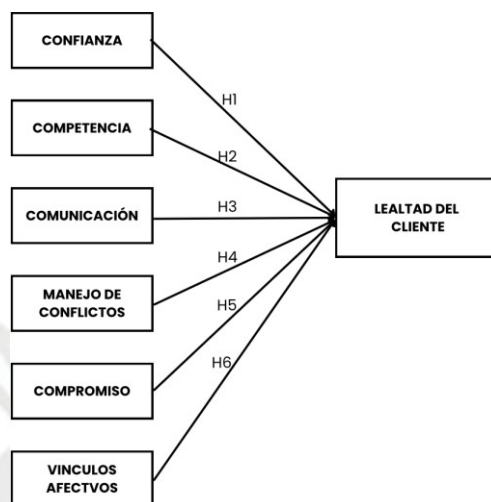 CONFIANZA
H1
COMPETENCIA
H2
COMUNICACIÓN
H3
LEALTAD DEL
CLIENTE
H4
MANEJO DE
CONFLICTOS
H5
COMPROMISO
H6
VINCULOS
AFECTVOS